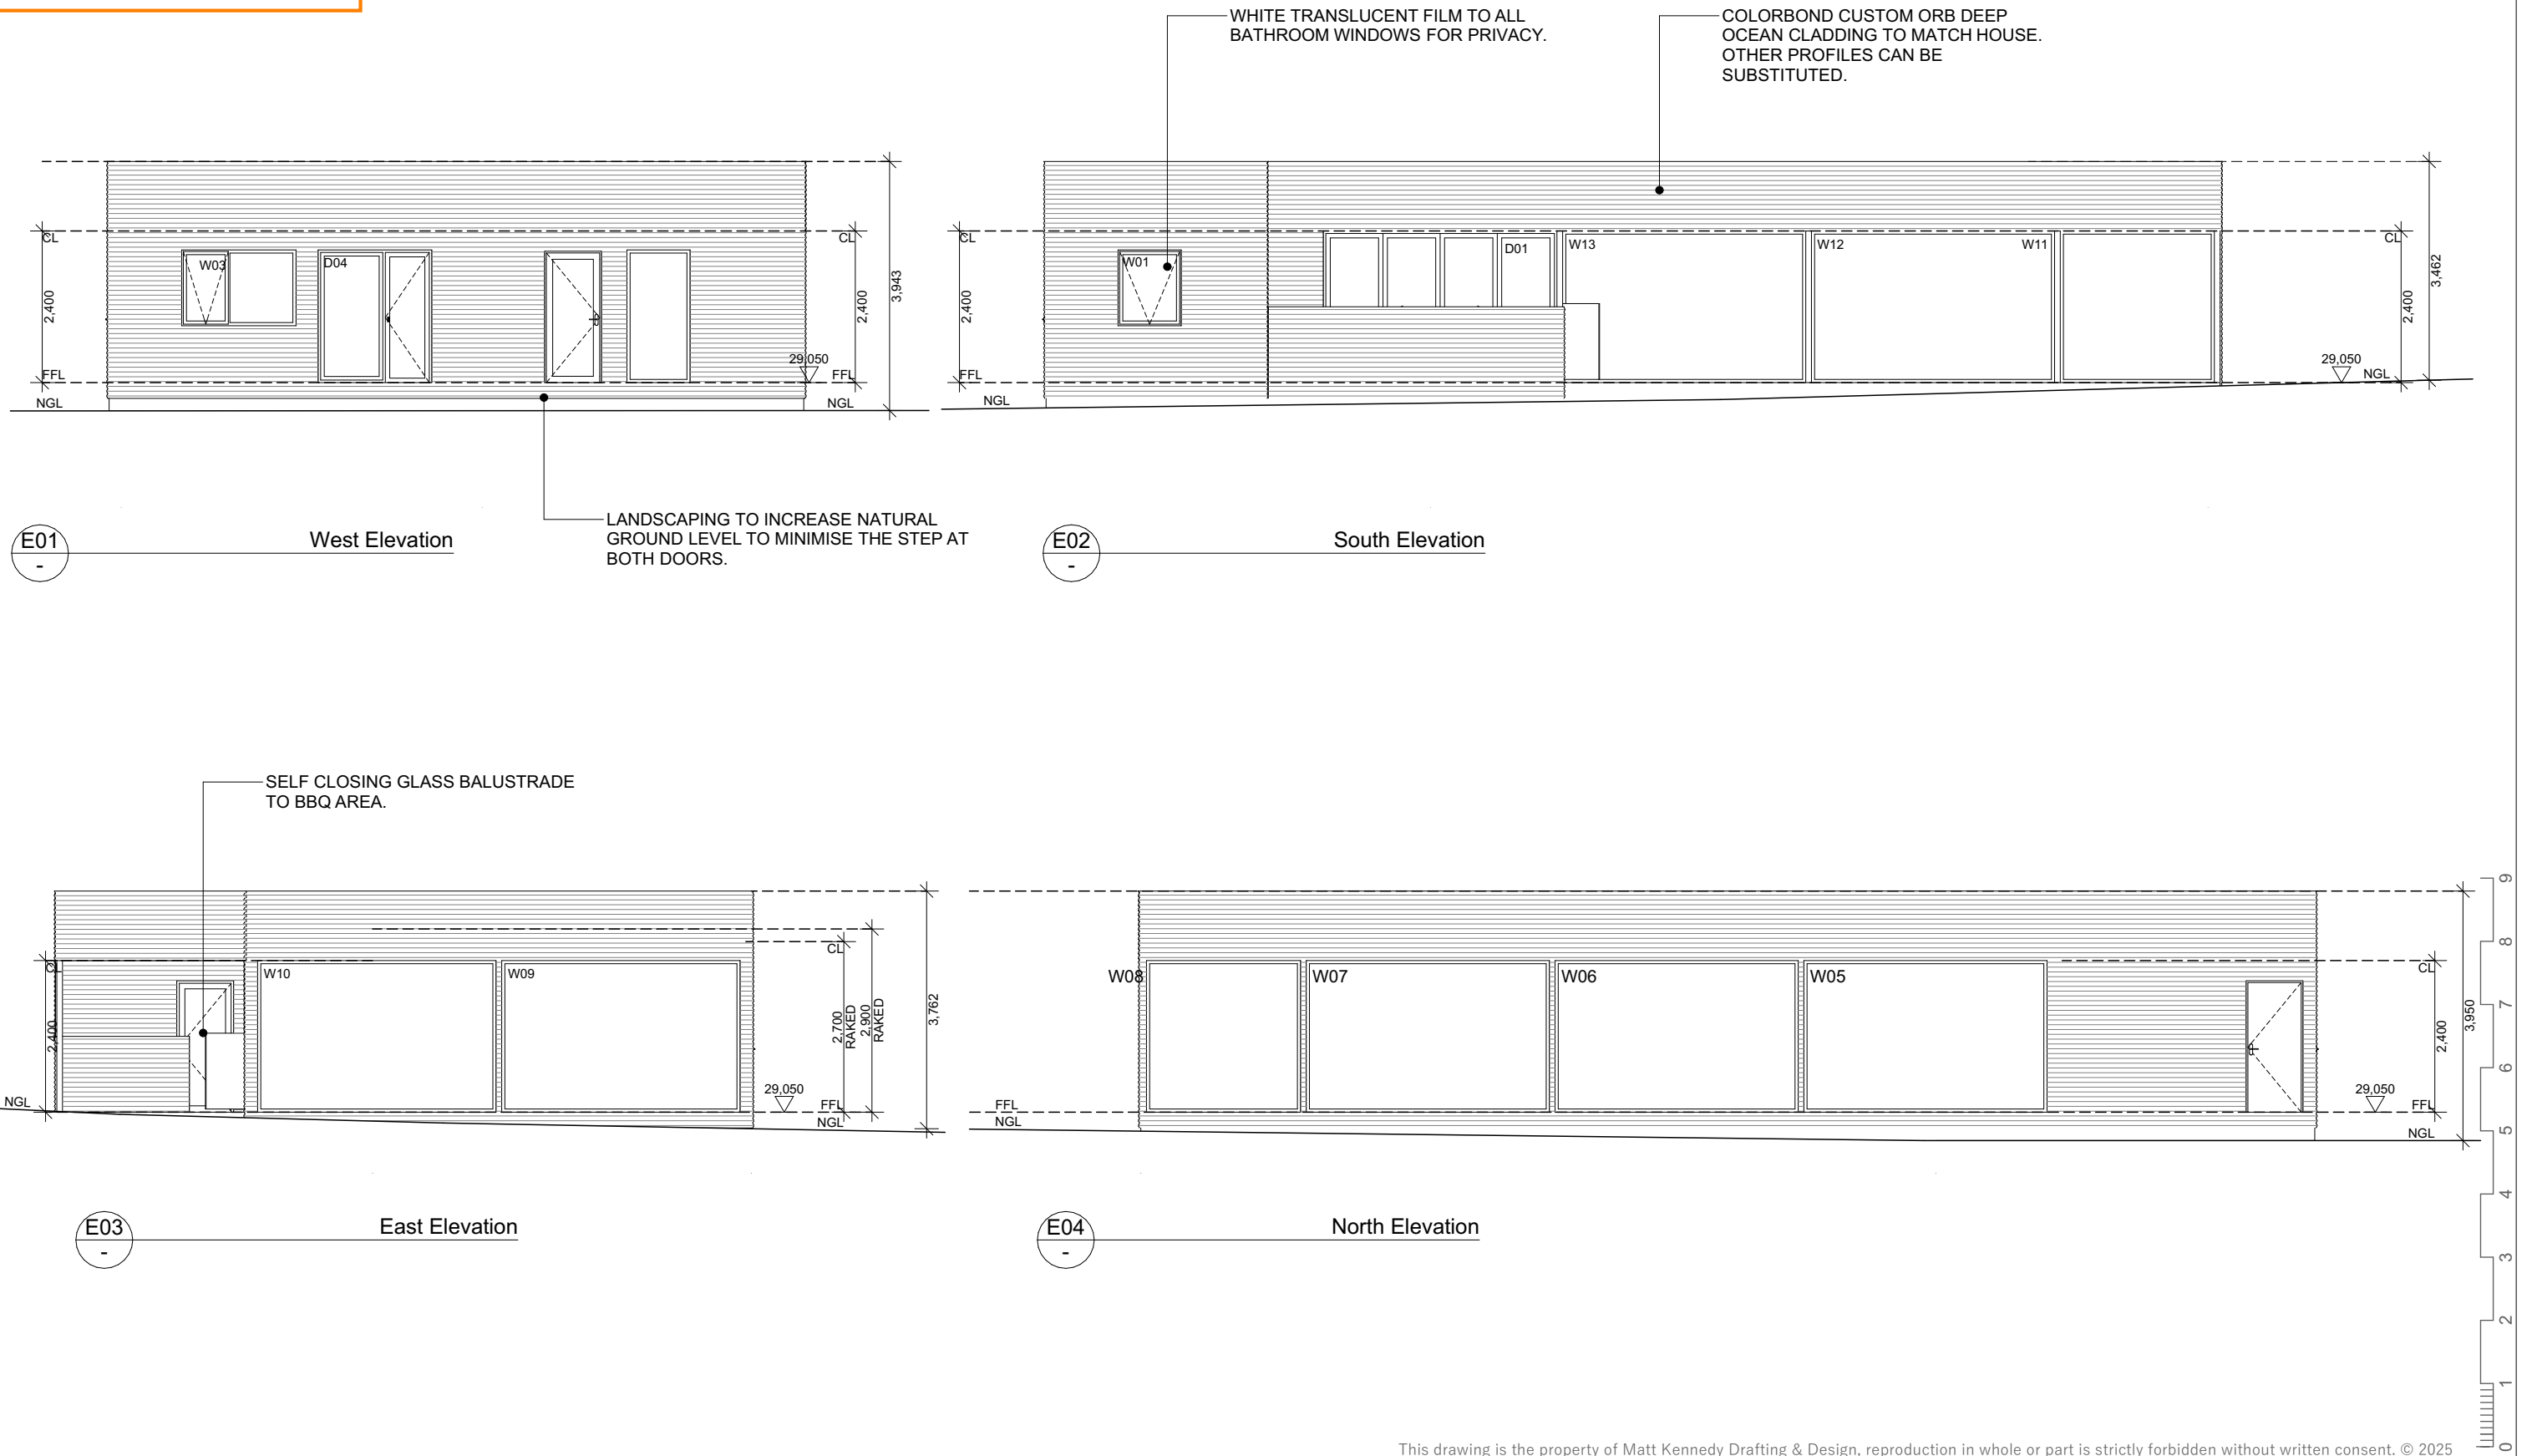 WHITE TRANSLUCENT FILM TO ALL
BATHROOM WINDOWS FOR PRIVACY.
COLORBOND CUSTOM ORB DEEP
OCEAN CLADDING TO MATCH HOUSE.
OTHER PROFILES CAN BE
SUBSTITUTED.
CL
CL
W03
D04
2,400
2,400
3,943
29,050
FFL
FFL
NGL
NGL
CL
W01
D01
W13
W12
W11
CL
2,400
2,400
3,462
29,050
FFL
NGL
NGL
LANDSCAPING TO INCREASE NATURAL
GROUND LEVEL TO MINIMISE THE STEP AT
BOTH DOORS.
E01
-
West Elevation
E02
-
South Elevation
SELF CLOSING GLASS BALUSTRADE
TO BBQ AREA.
CL
W10
W09
CL
2,400
2,700
RAKED
2,900
RAKED
3,762
29,050
FFL
NGL
NGL
W08
W07
W06
W05
CL
2,400
3,950
29,050
FFL
FFL
NGL
NGL
E03
-
East Elevation
E04
-
North Elevation
9
8
7
6
5
4
3
2
1
0
This drawing is the property of Matt Kennedy Drafting & Design, reproduction in whole or part is strictly forbidden without written consent. © 2025